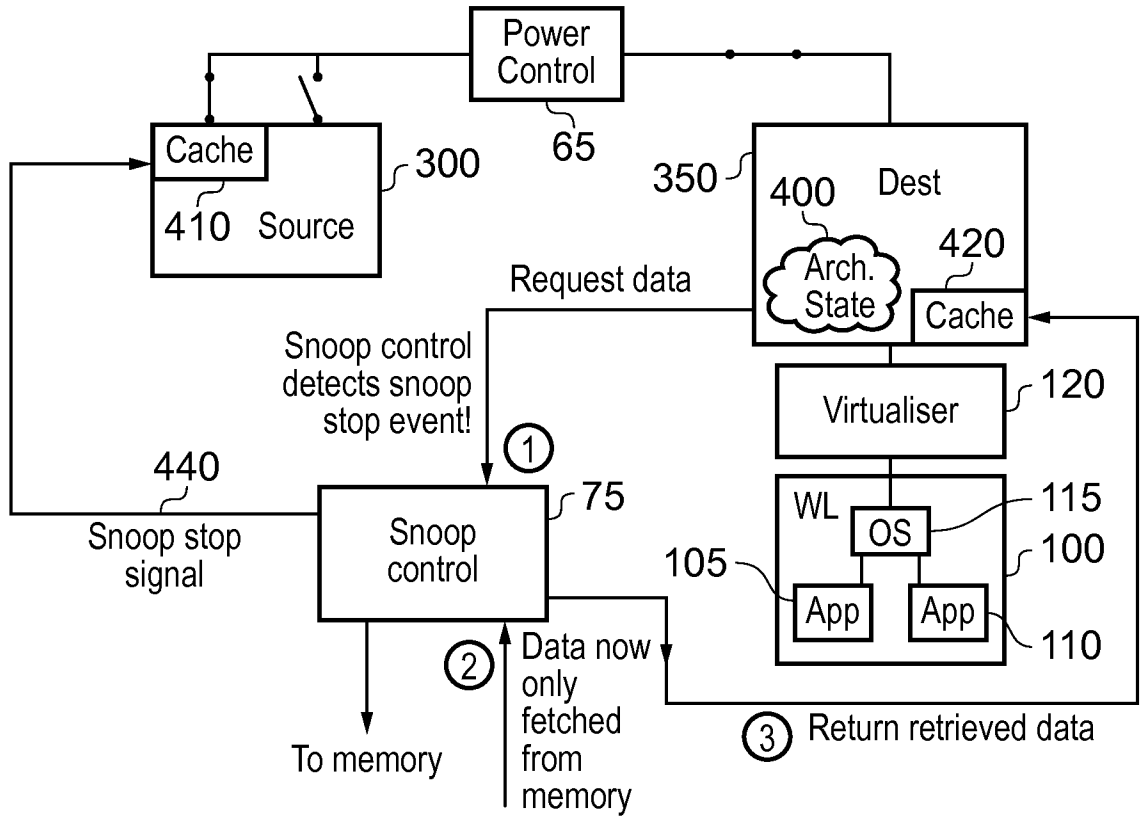 Power
Control
65
Cache
410
Source
300
350
Dest
400
Arch.
State
420
Cache
Request data
Snoop control
detects snoop
stop event!
1
Virtualiser
120
440
Snoop stop
signal
75
Snoop
control
WL
OS
115
100
105
App
App
110
2
Data now
only
fetched
from
memory
To memory
3
Return retrieved data